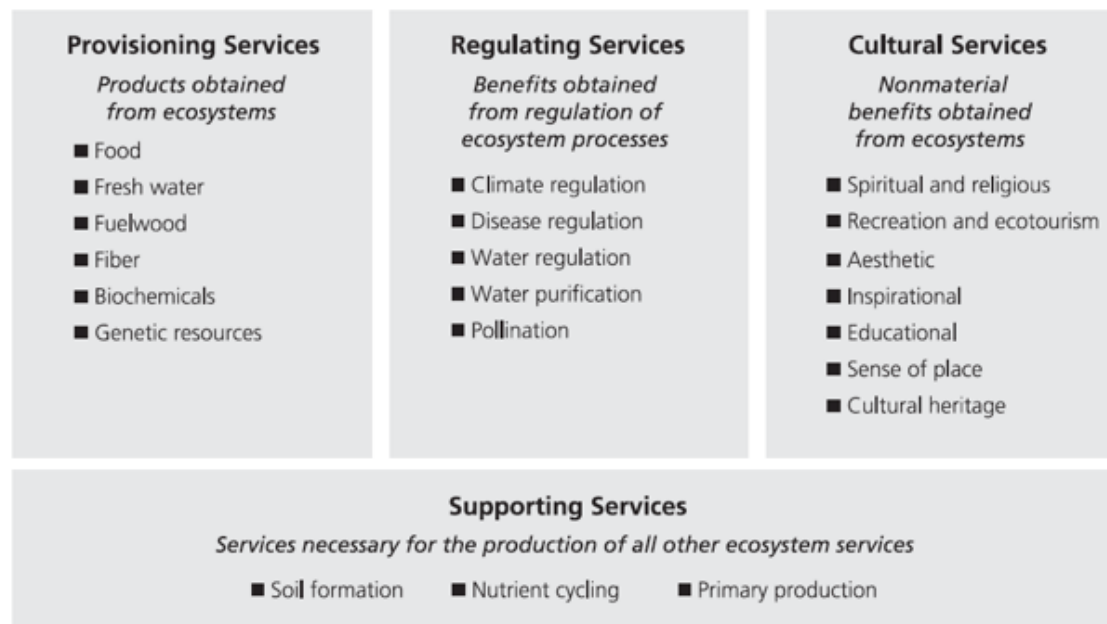 Provisioning Services
Products obtained
from ecosystems
■ Food
■ Fresh water
■ Fuelwood
■ Fiber
■ Biochemicals
■ Genetic resources
Regulating Services
Benefits obtained
from regulation of
ecosystem processes
■ Climate regulation
■ Disease regulation
■ Water regulation
■ Water purification
■ Pollination
Cultural Services
Nonmaterial
benefits obtained
from ecosystems
■ Spiritual and religious
■ Recreation and ecotourism
■ Aesthetic
■ Inspirational
■ Educational
■ Sense of place
■ Cultural heritage
Supporting Services
Services necessary for the production of all other ecosystem services
■ Soil formation ■ Nutrient cycling ■ Primary production